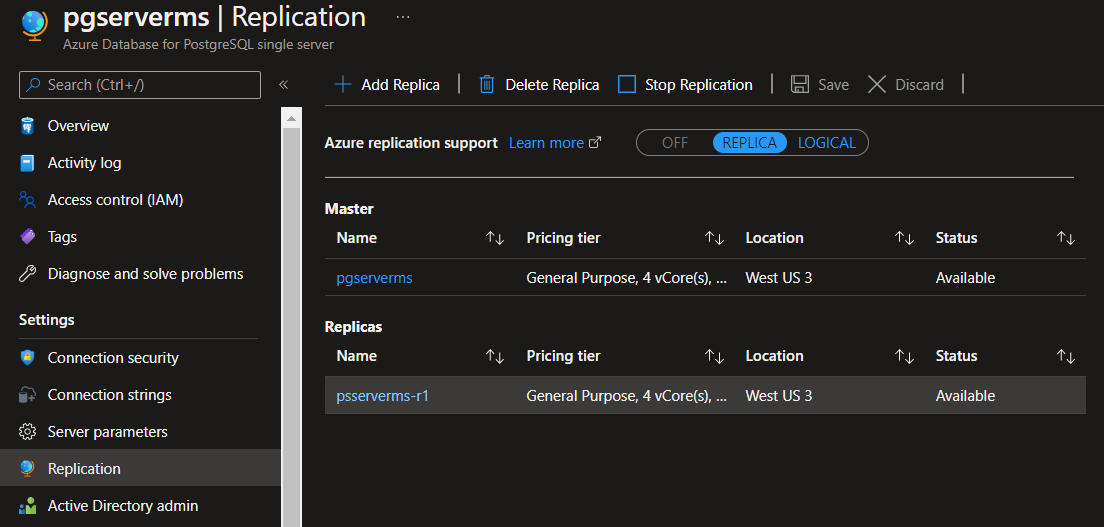 pgserverms | Replication ...
Azure Database for PostgreSQL single server
Search (Ctrl+/)
«
Add Replica
Delete Replica
Stop Replication
Save
Discard
Overview
Activity log
Access control (IAM)
Tags
Diagnose and solve problems
Settings
Connection security
Connection strings
Server parameters
Replication
Active Directory admin
Azure replication support Learn more OFF REPLICA LOGICAL
Master
Name Pricing tier Location Status
pgserverms General Purpose, 4 vCore(s), ... West US 3 Available
Replicas
Name Pricing tier Location Status
psserverms-r1 General Purpose, 4 vCore(s), ... West US 3 Available